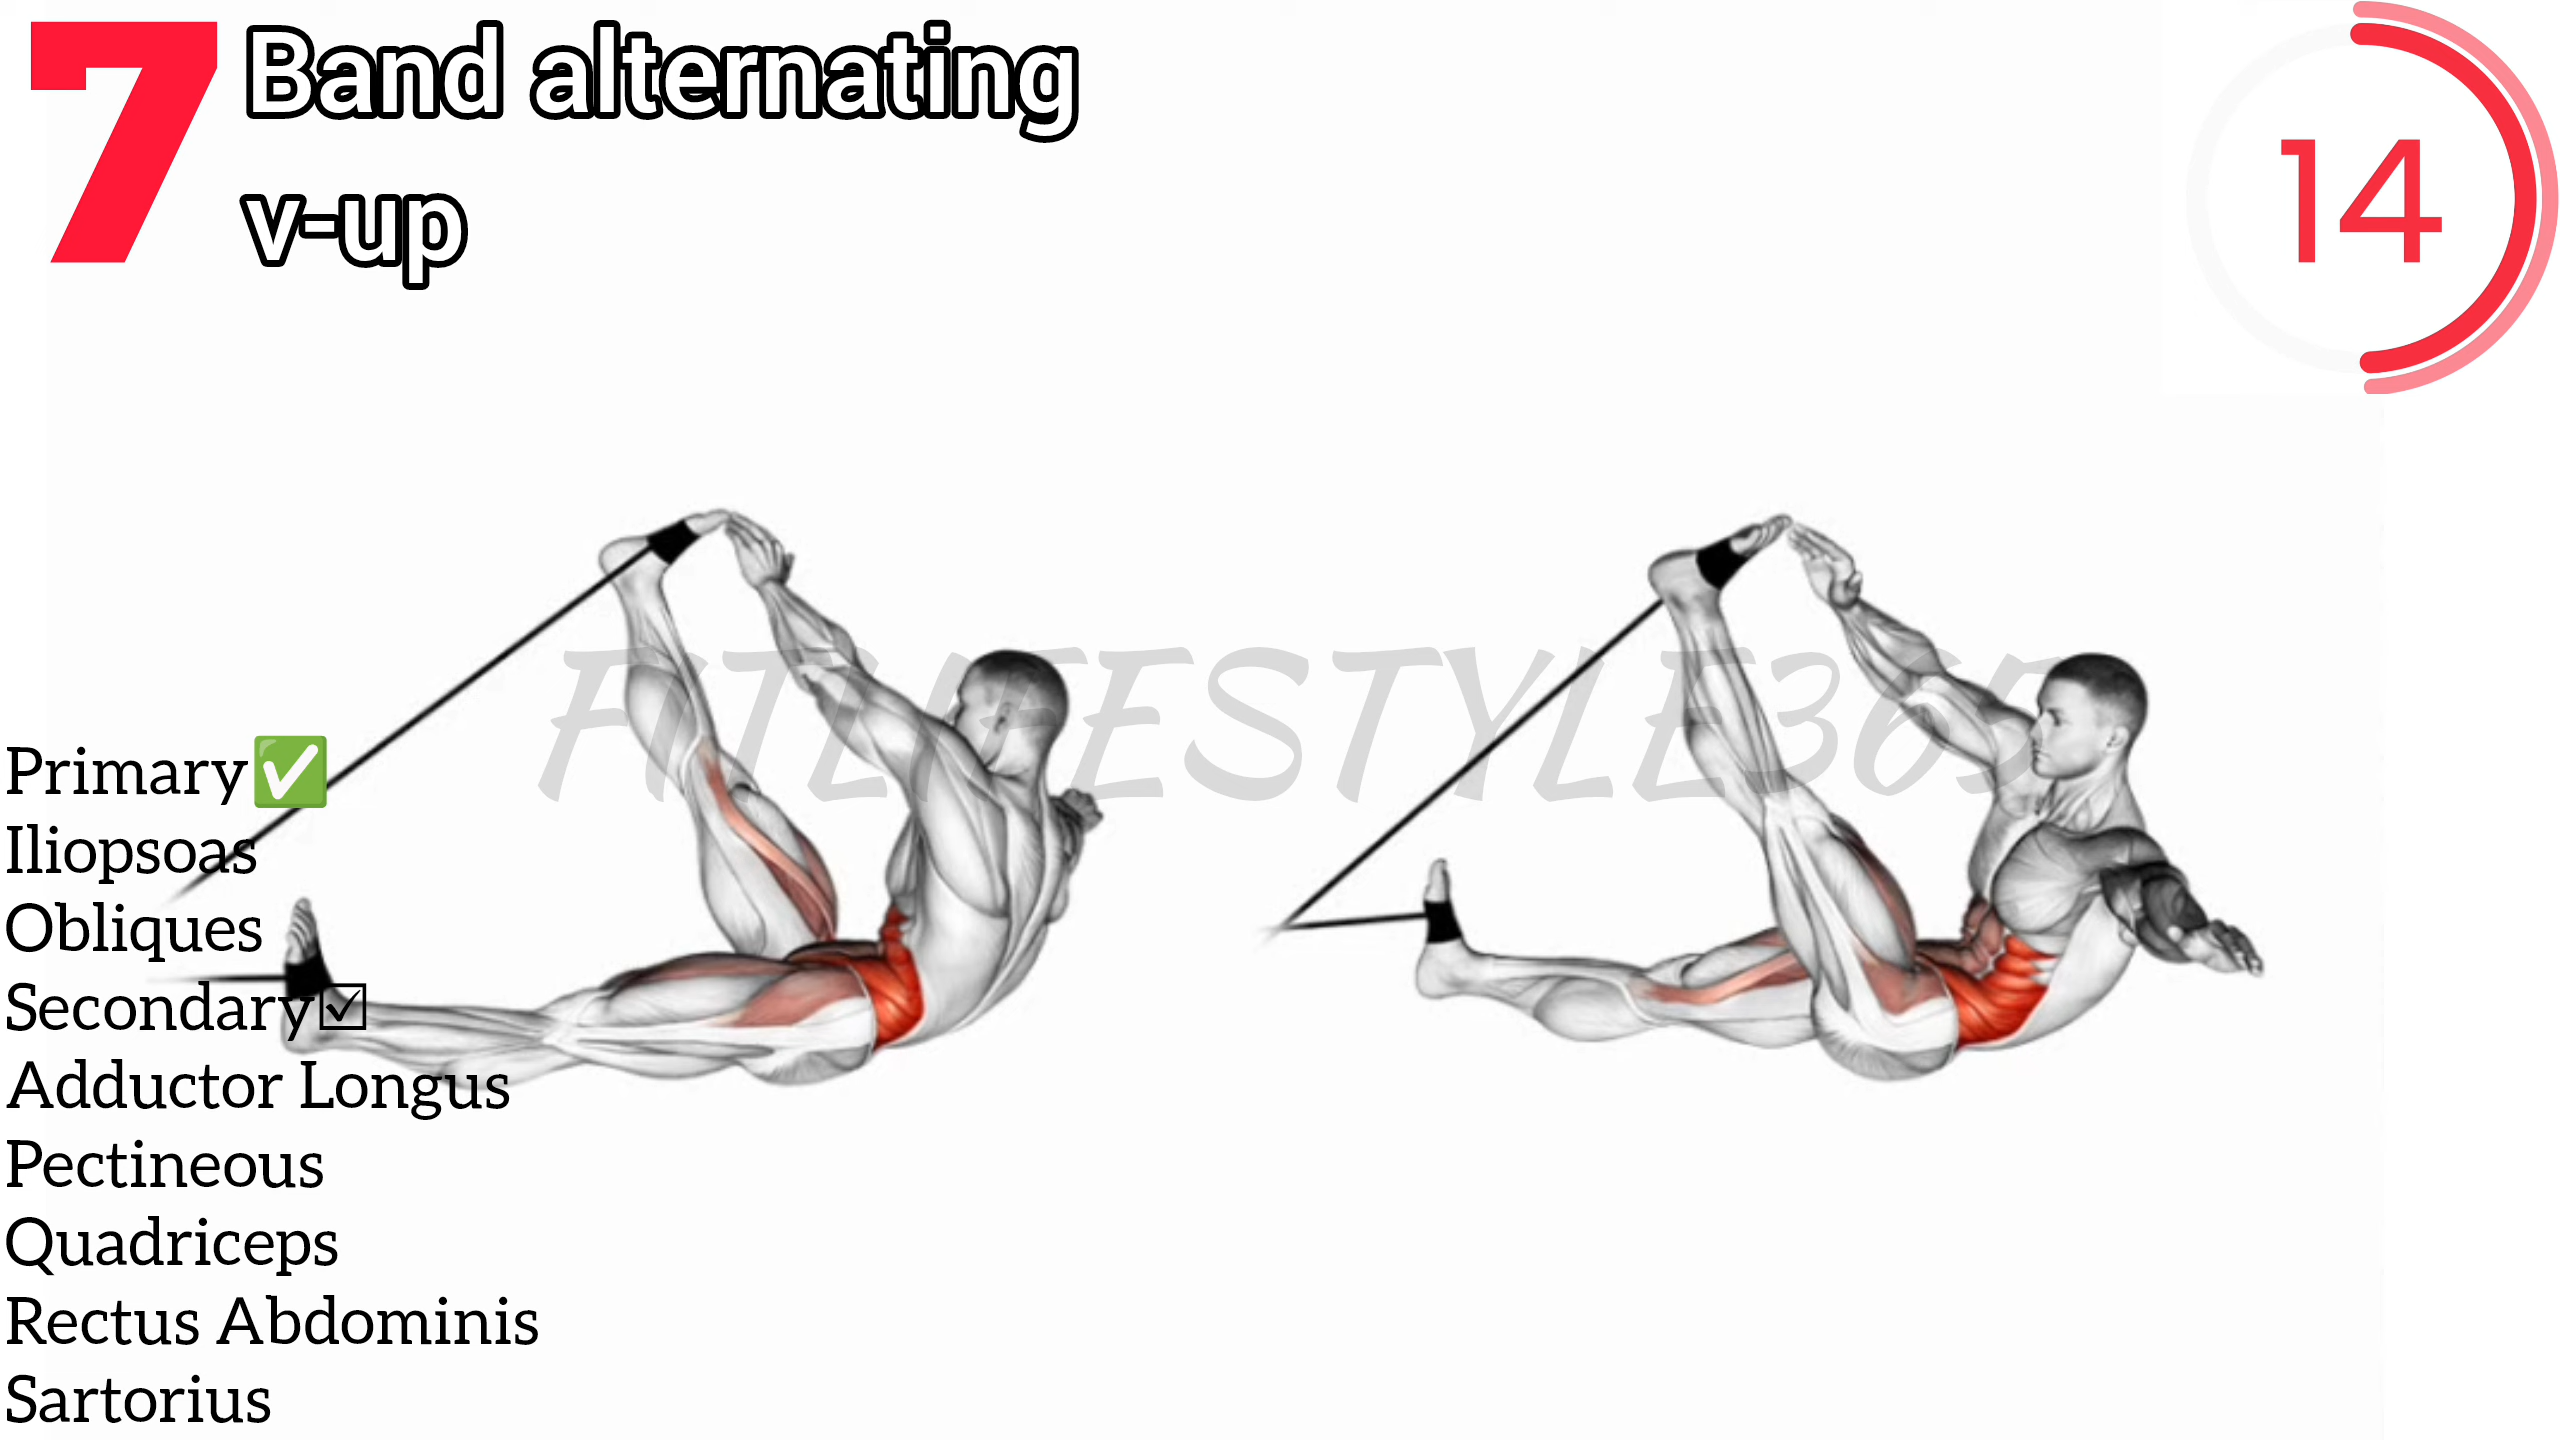 7 Band alternating
v-up
14
FITLIFESTYLE365
Primary✅
Iliopsoas
Obliques
Secondary☑
Adductor Longus
Pectineous
Quadriceps
Rectus Abdominis
Sartorius